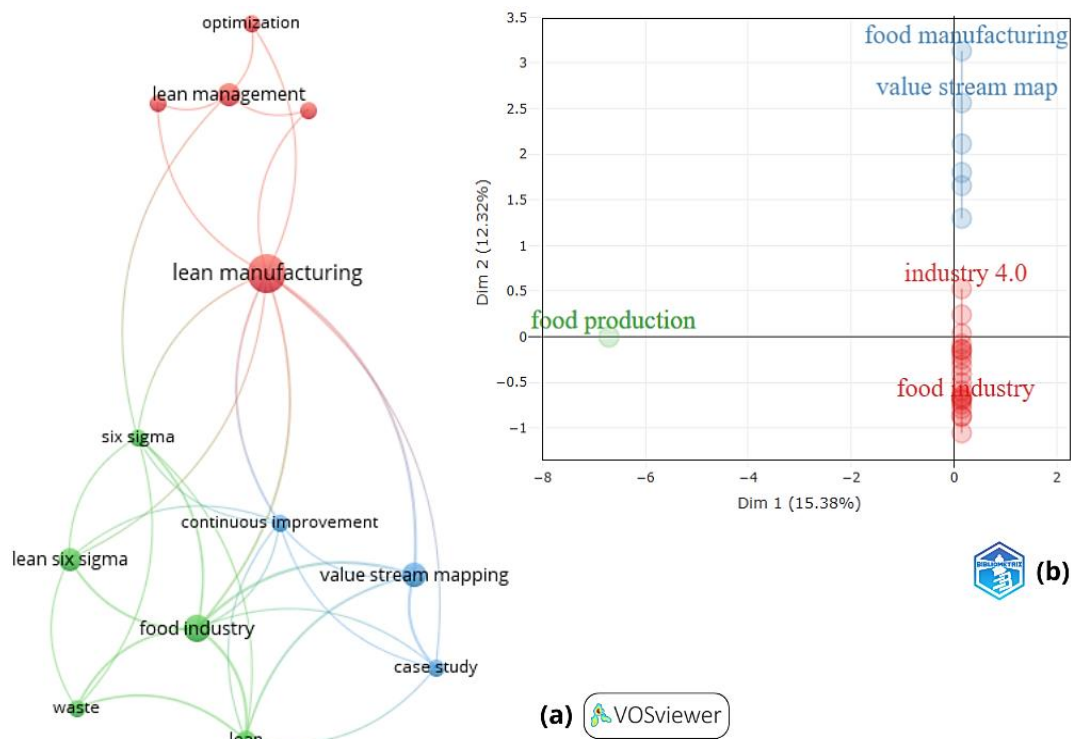 optimization
lean management
lean manufacturing
six sigma
continuous improvement
lean six sigma
value stream mapping
food industry
case study
waste
lean
(a)
VOSviewer
3.5
3
2.5
2
1.5
1
0.5
0
−0.5
−1
Dim 2 (12.32%)
food manufacturing
value stream map
industry 4.0
food production
food industry
−8
−6
−4
−2
0
2
Dim 1 (15.38%)
BIBLIOMETRIX
(b)